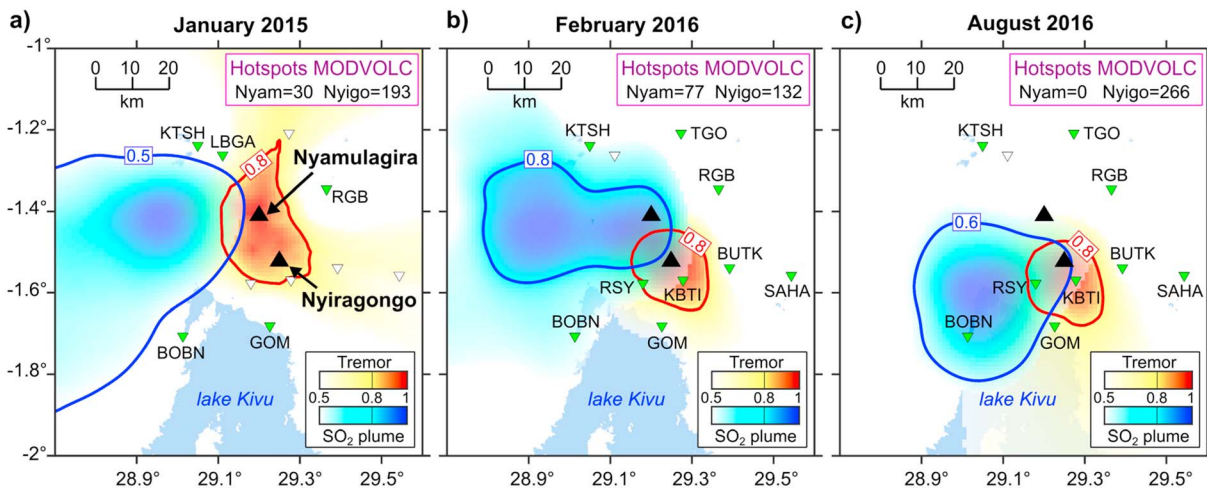 a) January 2015
-1°
-1.2°
-1.4°
-1.6°
-1.8°
-2°
0 10 20
km
Hotspots MODVOLC
Nyam=30 Nyigo=193
KTSH
LBGA
0.5
0.8
Nyamulagira
RGB
Nyiragongo
BOBN
GOM
lake Kivu
Tremor
0.5 0.8 1
SO2 plume
28.9° 29.1° 29.3° 29.5°
b) February 2016
0 10 20
km
Hotspots MODVOLC
Nyam=77 Nyigo=132
KTSH
TGO
0.8
RGB
0.8
BUTK
RSY
KBTI
SAHA
BOBN
GOM
lake Kivu
Tremor
0.5 0.8 1
SO2 plume
28.9° 29.1° 29.3° 29.5°
c) August 2016
0 10 20
km
Hotspots MODVOLC
Nyam=0 Nyigo=266
KTSH
TGO
RGB
0.6
0.8
BUTK
RSY
KBTI
SAHA
BOBN
GOM
lake Kivu
Tremor
0.5 0.8 1
SO2 plume
28.9° 29.1° 29.3° 29.5°